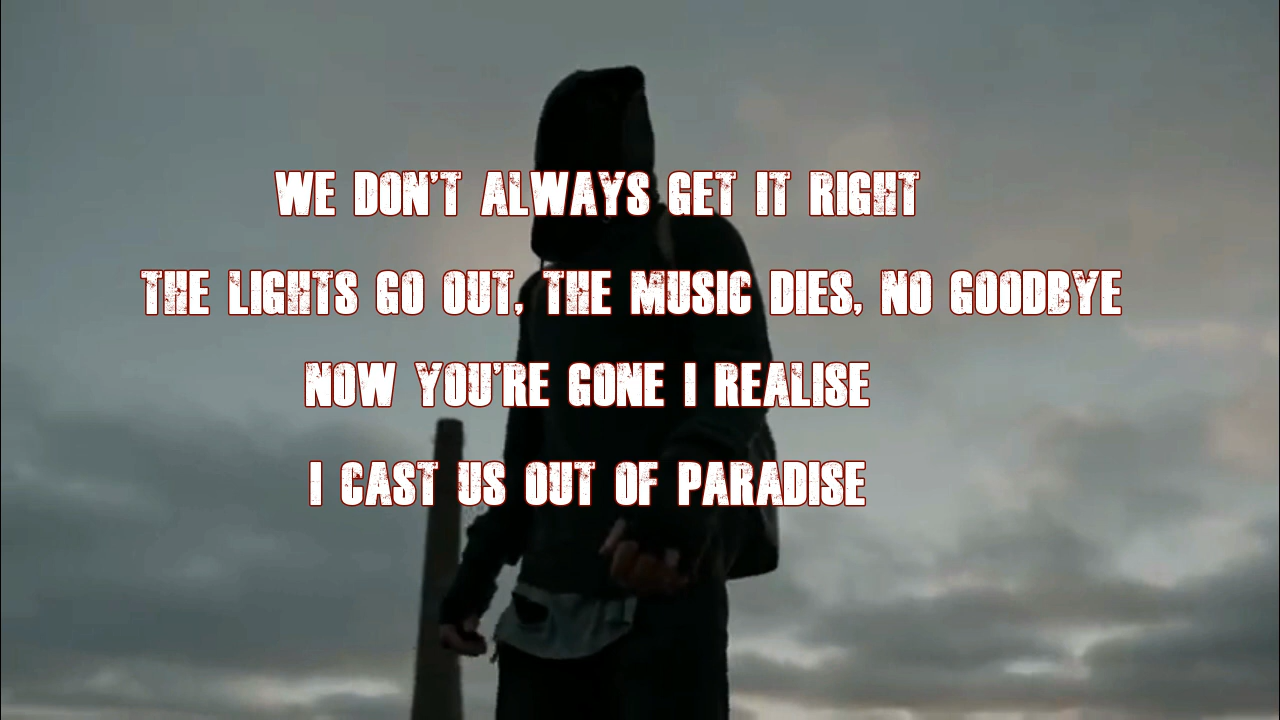 WE DON'T ALWAYS GET IT RIGHT
THE LIGHTS GO OUT, THE MUSIC DIES, NO GOODBYE
NOW YOU'RE GONE I REALISE
I CAST US OUT OF PARADISE